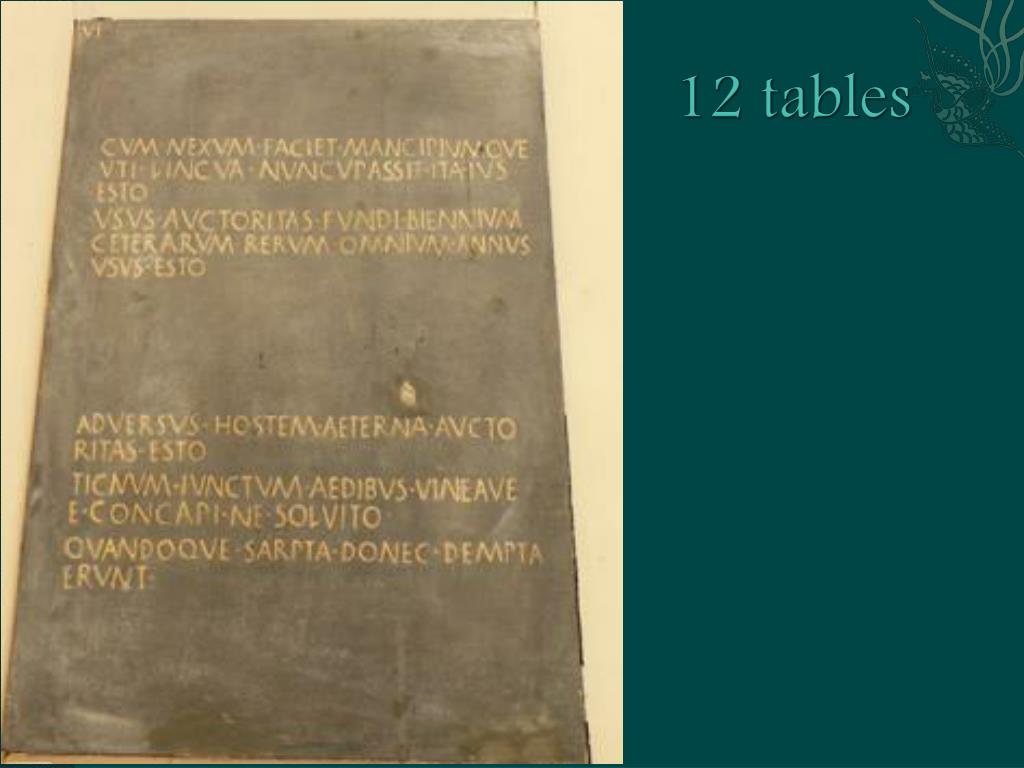 12 tables
VI
CVM NEXVM·FACIET·MANCIPIVMQVE
VTI·LINGVA·NVNCVPASSIT·ITA·IVS
ESTO
VSVS·AVCTORITAS·FVNDI·BIENNIVM
CETERARVM·RERVM·OMNIVM·ANNVS
VSVS·ESTO
ADVERSVS·HOSTEM·AETERNA·AVCTO
RITAS·ESTO
TIGNVM·IVNCTVM·AEDIBVS·VINEAVE
E·CONCAPI·NE·SOLVITO
QVANDOQVE·SARPTA·DONEC·DEMPTA
ERVNT·